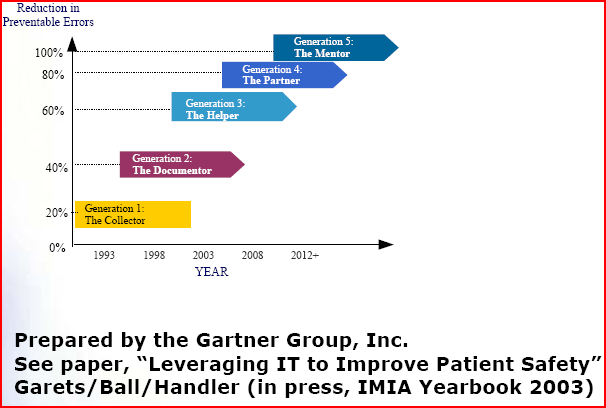 Reduction in
Preventable Errors
100%
Generation 5:
The Mentor
80%
Generation 4:
The Partner
60%
Generation 3:
The Helper
40%
Generation 2:
The Documentor
20%
Generation 1:
The Collector
0%
1993 1998 2003 2008 2012+
YEAR
Prepared by the Gartner Group, Inc.
See paper, “Leveraging IT to Improve Patient Safety”
Garets/Ball/Handler (in press, IMIA Yearbook 2003)